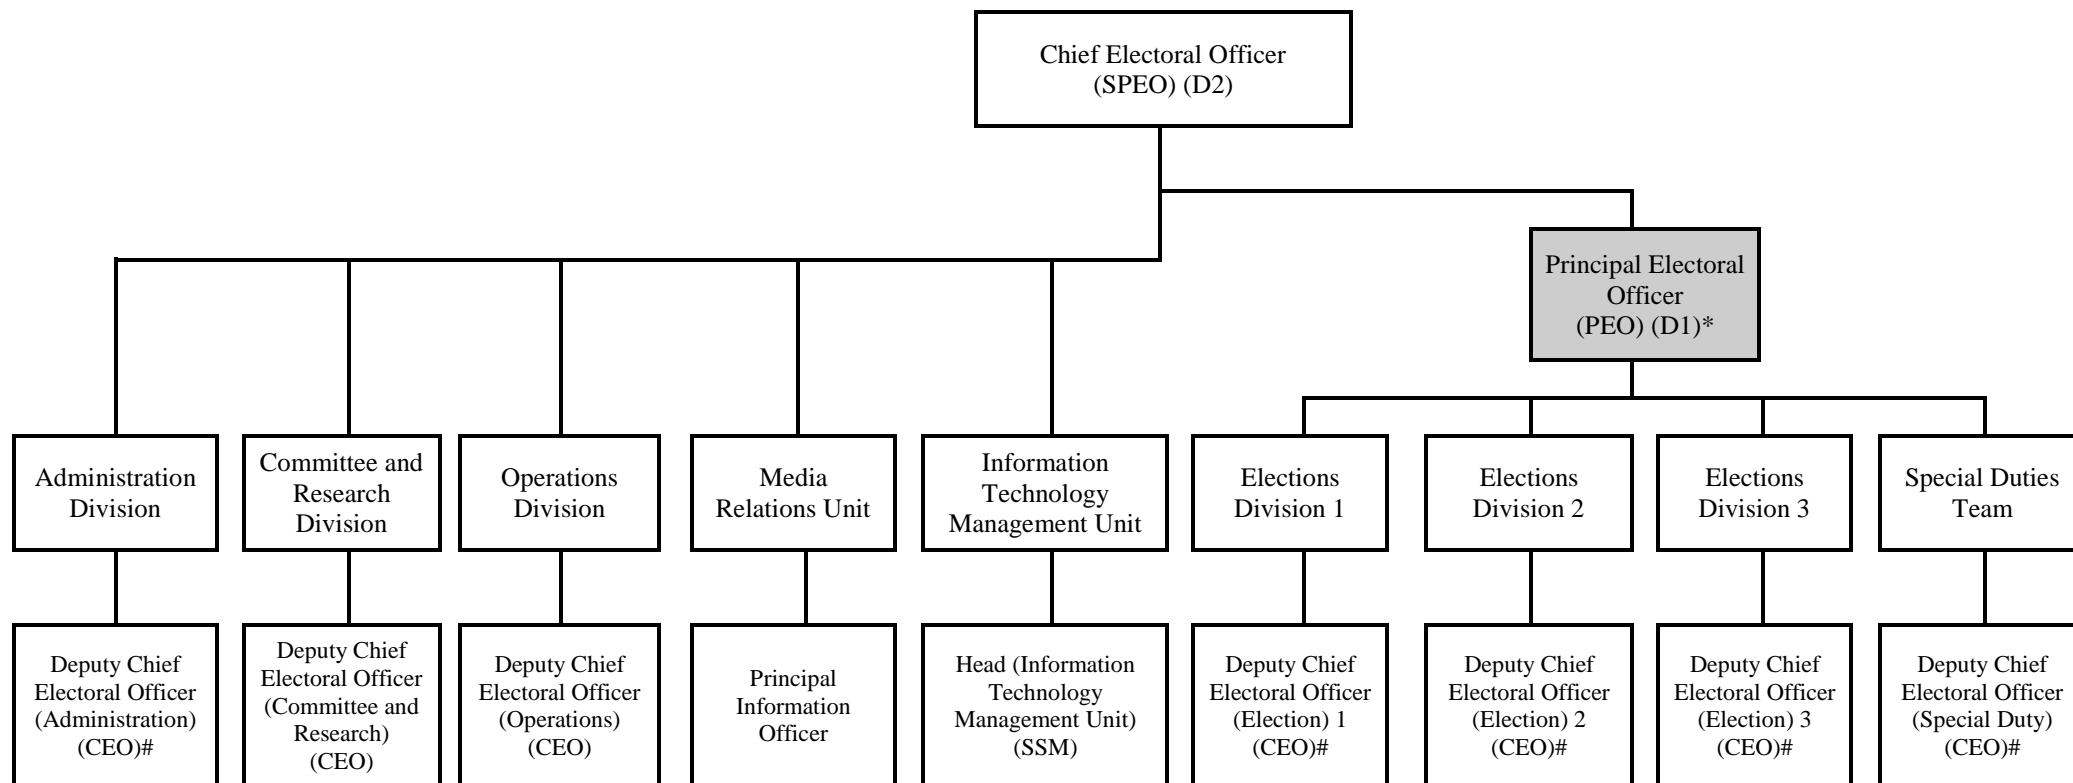 Chief Electoral Officer
(SPEO) (D2)
Principal Electoral
Officer
(PEO) (D1)*
Administration
Division
Committee and
Research
Division
Operations
Division
Media
Relations Unit
Information
Technology
Management Unit
Elections
Division 1
Elections
Division 2
Elections
Division 3
Special Duties
Team
Deputy Chief
Electoral Officer
(Administration)
(CEO)#
Deputy Chief
Electoral Officer
(Committee and
Research)
(CEO)
Deputy Chief
Electoral Officer
(Operations)
(CEO)
Principal
Information
Officer
Head (Information
Technology
Management Unit)
(SSM)
Deputy Chief
Electoral Officer
(Election) 1
(CEO)#
Deputy Chief
Electoral Officer
(Election) 2
(CEO)#
Deputy Chief
Electoral Officer
(Election) 3
(CEO)#
Deputy Chief
Electoral Officer
(Special Duty)
(CEO)#